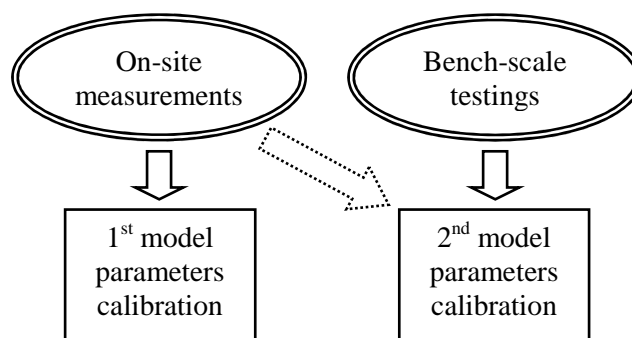 On-site
measurements
Bench-scale
testings
1st model
parameters
calibration
2nd model
parameters
calibration